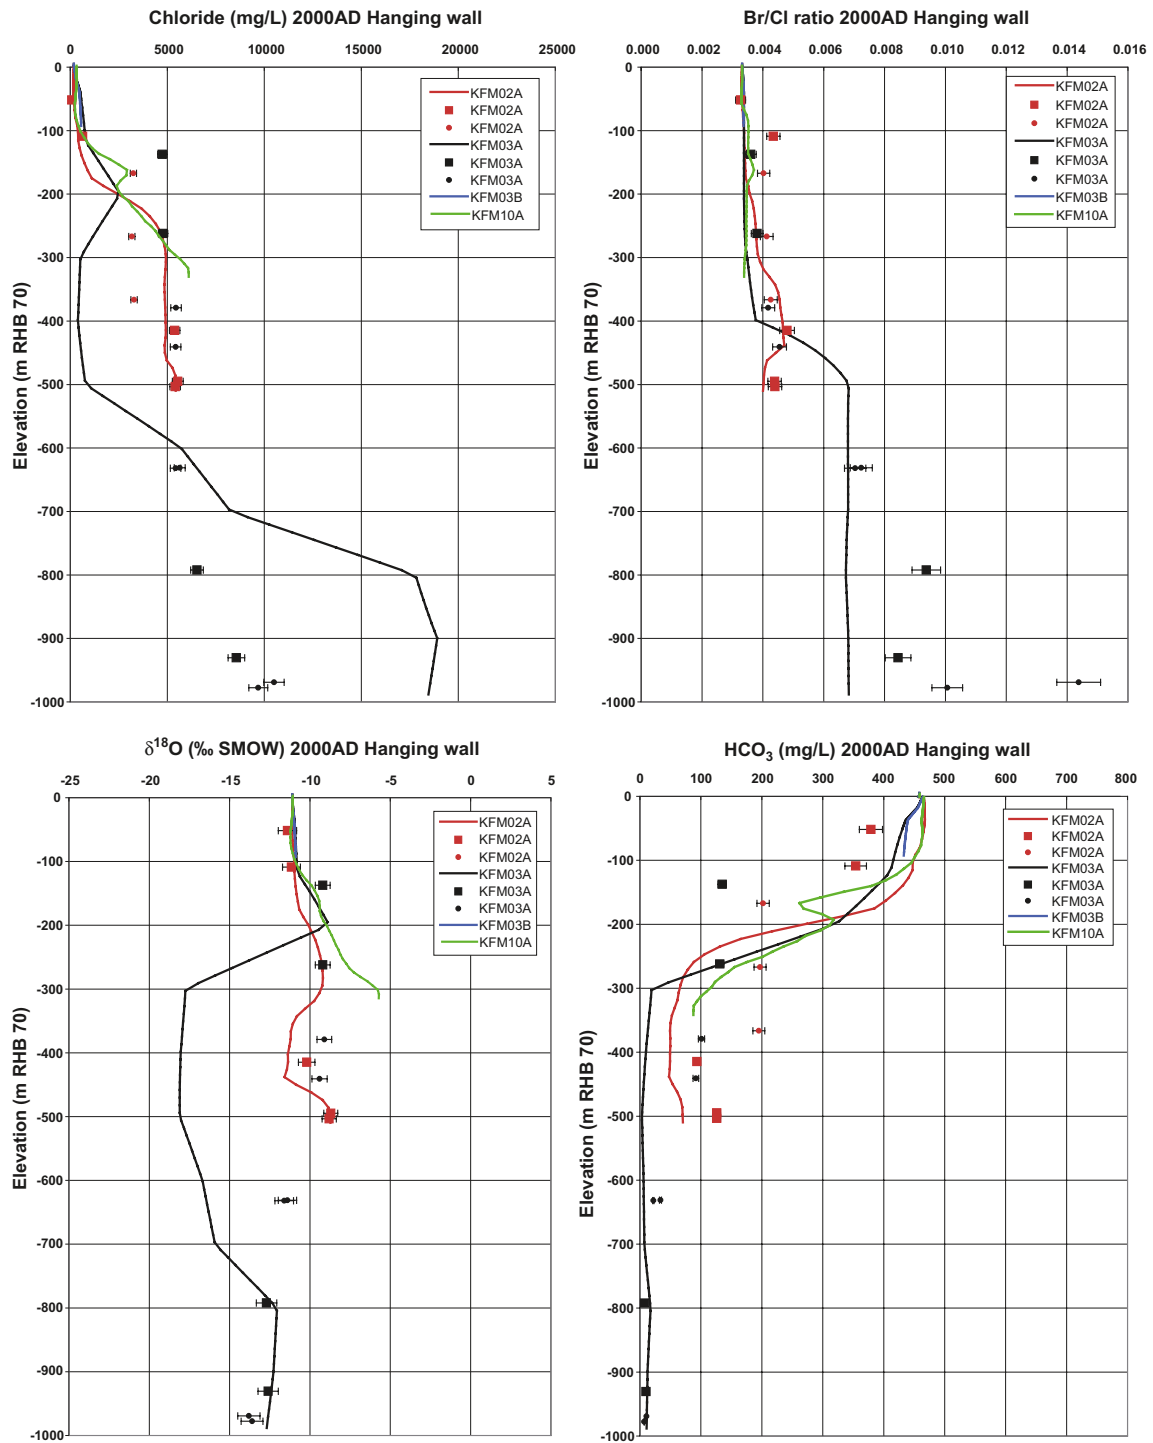 Chloride (mg/L) 2000AD Hanging wall
0 5000 10000 15000 20000 25000
0
-100
-200
-300
-400
-500
-600
-700
-800
-900
-1000
Elevation (m RHB 70)
KFM02A
KFM02A
KFM02A
KFM03A
KFM03A
KFM03A
KFM03B
KFM10A
Br/Cl ratio 2000AD Hanging wall
0.000 0.002 0.004 0.006 0.008 0.010 0.012 0.014 0.016
0
-100
-200
-300
-400
-500
-600
-700
-800
-900
-1000
Elevation (m RHB 70)
KFM02A
KFM02A
KFM02A
KFM03A
KFM03A
KFM03A
KFM03B
KFM10A
δ18O (‰ SMOW) 2000AD Hanging wall
-25 -20 -15 -10 -5 0 5
0
-100
-200
-300
-400
-500
-600
-700
-800
-900
-1000
Elevation (m RHB 70)
KFM02A
KFM02A
KFM02A
KFM03A
KFM03A
KFM03A
KFM03B
KFM10A
HCO3 (mg/L) 2000AD Hanging wall
0 100 200 300 400 500 600 700 800
0
-100
-200
-300
-400
-500
-600
-700
-800
-900
-1000
Elevation (m RHB 70)
KFM02A
KFM02A
KFM02A
KFM03A
KFM03A
KFM03A
KFM03B
KFM10A